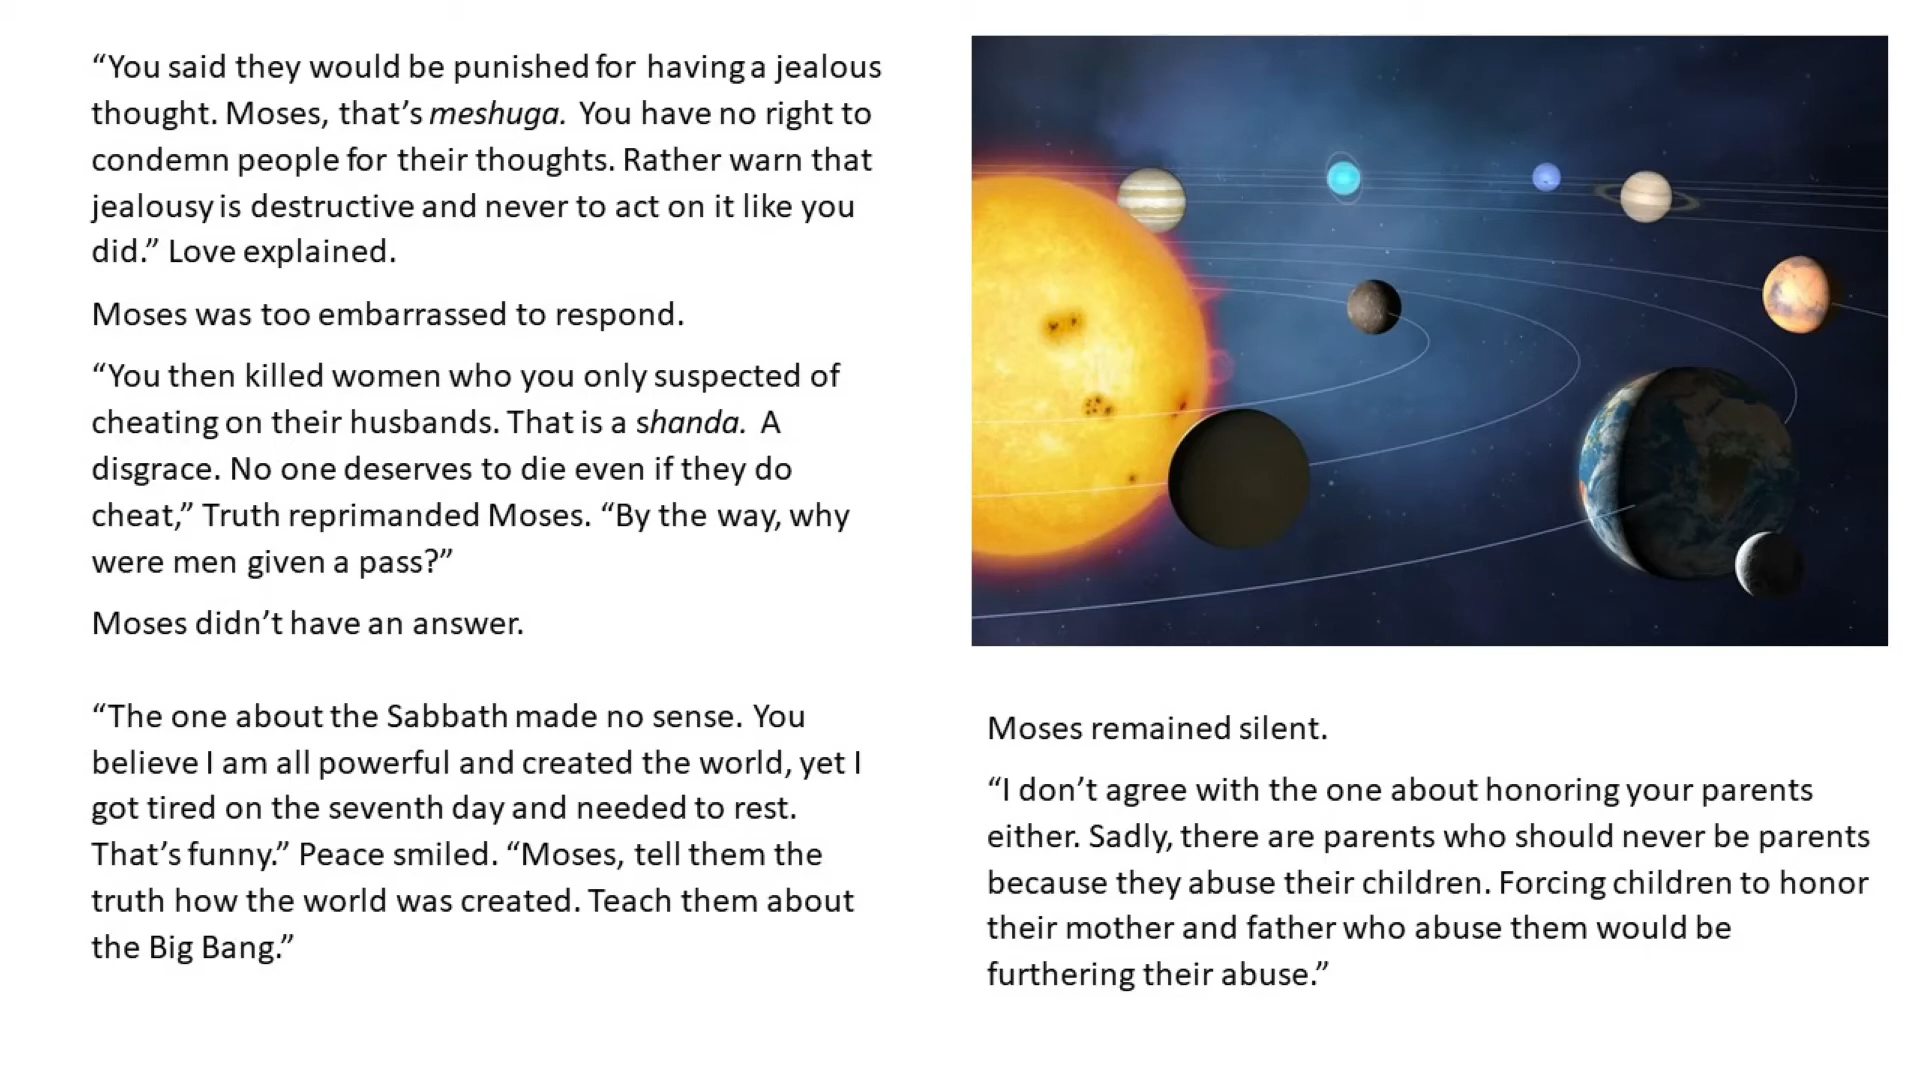 “You said they would be punished for having a jealous
thought. Moses, that’s meshuga. You have no right to
condemn people for their thoughts. Rather warn that
jealousy is destructive and never to act on it like you
did.” Love explained.
Moses was too embarrassed to respond.
“You then killed women who you only suspected of
cheating on their husbands. That is a shanda. A
disgrace. No one deserves to die even if they do
cheat,” Truth reprimanded Moses. “By the way, why
were men given a pass?”
Moses didn’t have an answer.
“The one about the Sabbath made no sense. You
believe I am all powerful and created the world, yet I
got tired on the seventh day and needed to rest.
That’s funny.” Peace smiled. “Moses, tell them the
truth how the world was created. Teach them about
the Big Bang.”
Moses remained silent.
“I don’t agree with the one about honoring your parents
either. Sadly, there are parents who should never be parents
because they abuse their children. Forcing children to honor
their mother and father who abuse them would be
furthering their abuse.”